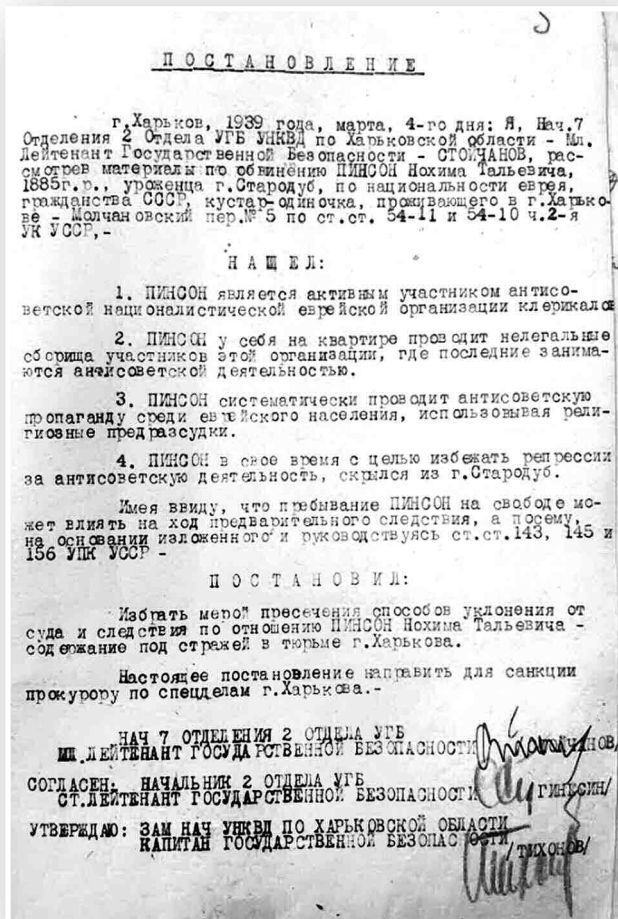 5
ПОСТАНОВЛЕНИЕ
г.Харьков, 1939 года, марта, 4-го дня: Я, Нач.7
Отделения 2 Отдела УГБ УНКВД по Харьковской области - Мл.
Лейтенант Государственной Безопасности - СТОЙЧАНОВ, рас-
смотрев материалы по обвинению ПИНСОН Нохима Тальевича,
1885г.р., уроженца г.Стародуб, по национальности еврея,
гражданства СССР, кустарь-одиночка, проживающего в г.Харько-
ве - Молчановский пер.№ 5 по ст.ст. 54-11 и 54-10 ч.2-я
УК УССР,-
НАШЕЛ:
1. ПИНСОН является активным участником антисо-
ветской националистической еврейской организации клерикалов
2. ПИНСОН у себя на квартире проводит нелегальные
сборища участников этой организации, где последние занима-
ются антисоветской деятельностью.
3. ПИНСОН систематически проводит антисоветскую
пропаганду среди еврейского населения, использовывая рели-
гиозные предрассудки.
4. ПИНСОН в свое время с целью избежать репрессии
за антисоветскую деятельность, скрылся из г.Стародуб.
Имея ввиду, что пребывание ПИНСОН на свободе мо-
жет влиять на ход предварительного следствия, а посему,
на основании изложенного и руководствуясь ст.ст.143, 145 и
156 УПК УССР -
ПОСТАНОВИЛ:
Избрать мерой пресечения способов уклонения от
суда и следствия по отношению ПИНСОН Нохима Тальевича -
содержание под стражей в тюрьме г.Харькова.
Настоящее постановление направить для санкции
прокурору по спецделам г.Харькова.-
НАЧ 7 ОТДЕЛЕНИЯ 2 ОТДЕЛА УГБ
МЛ.ЛЕЙТЕНАНТ ГОСУДАРСТВЕННОЙ БЕЗОПАСНОСТИ
СОГЛАСЕН: НАЧАЛЬНИК 2 ОТДЕЛА УГБ
СТ.ЛЕЙТЕНАНТ ГОСУДАРСТВЕННОЙ БЕЗОПАСНОСТИ ГИНЕСИН/
УТВЕРЖДАЮ: ЗАМ НАЧ УНКВД ПО ХАРЬКОВСКОЙ ОБЛАСТИ
КАПИТАН ГОСУДАРСТВЕННОЙ БЕЗОПАСНОСТИ /ТИХОНОВ/